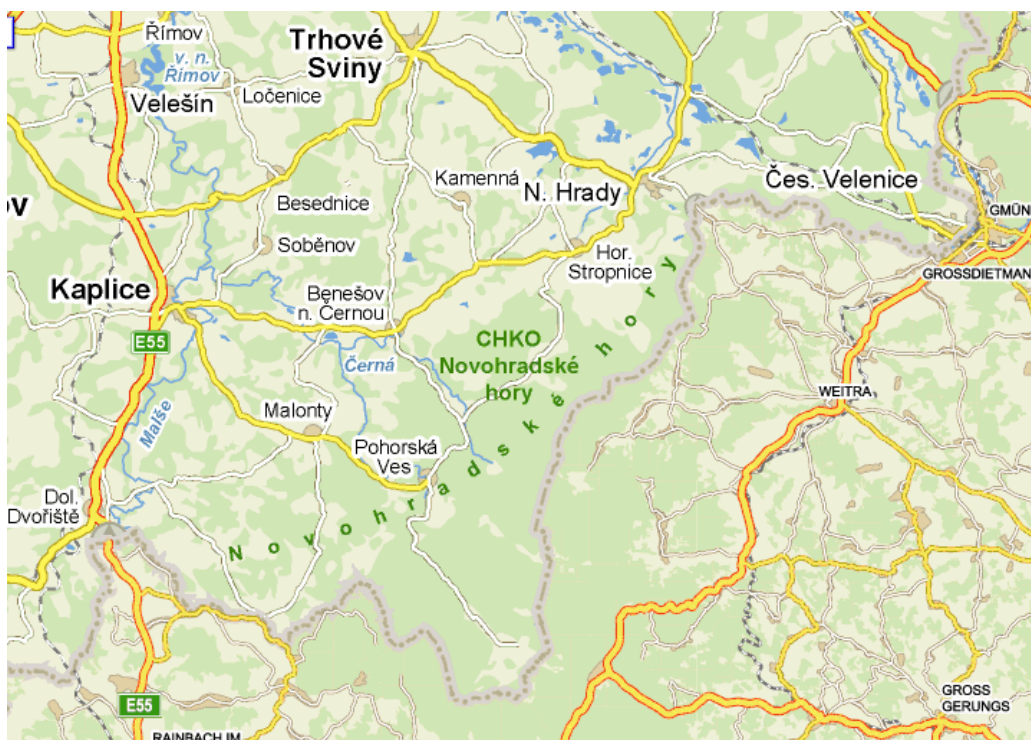 Římov
Trhové
Sviny
v. n.
Římov
Ločenice
Velešín
Kamenná
Čes. Velenice
N. Hrady
Besednice
GMÜN
Soběnov
Hor.
Stropnice
GROSSDIETMAN
Kaplice
Benešov
n. Černou
E55
CHKO
Novohradské
hory
Černá
WEITRA
Malše
Malonty
Pohorská
Ves
Dol.
Dvořiště
Novohradské hory
E55
GROSS
GERUNGS
RAINBACH IM